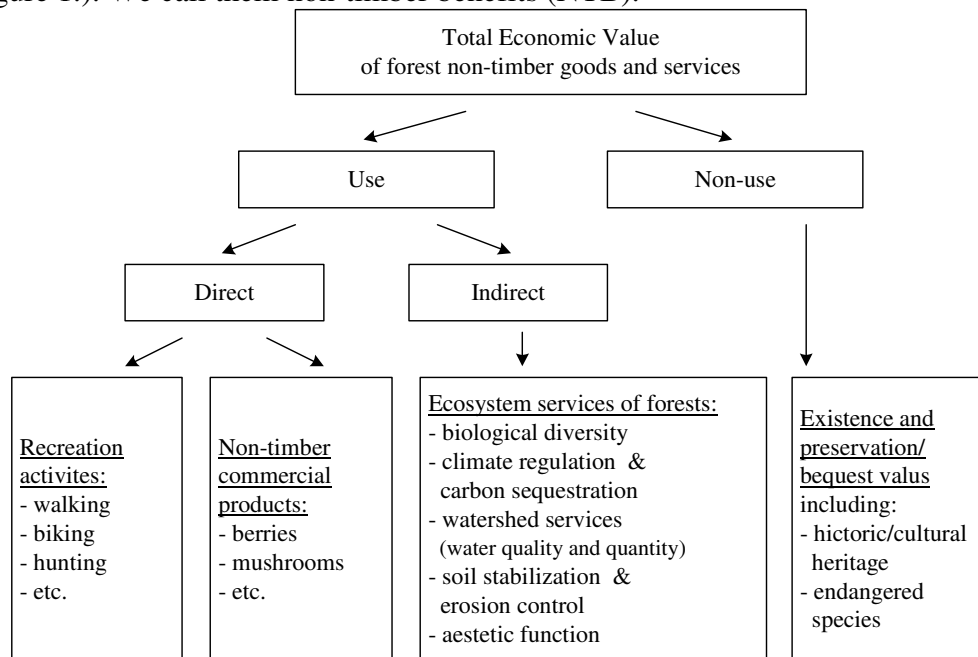 gure 1.). We call them non-timber benefits (NTB).
Total Economic Value
of forest non-timber goods and services
Use
Non-use
Direct
Indirect
Recreation
activites:
- walking
- biking
- hunting
- etc.
Non-timber
commercial
products:
- berries
- mushrooms
- etc.
Ecosystem services of forests:
- biological diversity
- climate regulation &
carbon sequestration
- watershed services
(water quality and quantity)
- soil stabilization &
erosion control
- aestetic function
Existence and
preservation/
bequest valus
including:
- hictoric/cultural
heritage
- endangered
species